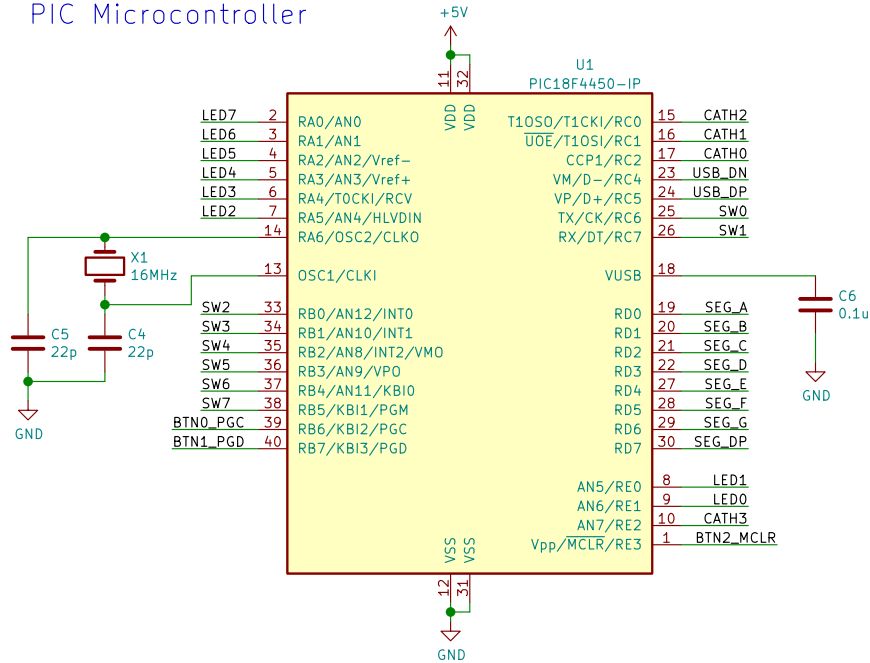 PIC Microcontroller
+5V
U1
PIC18F4450-IP
11
32
VDD
VDD
LED7 2 RA0/AN0
LED6 3 RA1/AN1
LED5 4 RA2/AN2/Vref-
LED4 5 RA3/AN3/Vref+
LED3 6 RA4/T0CKI/RCV
LED2 7 RA5/AN4/HLVDIN
14 RA6/OSC2/CLKO
13 OSC1/CLKI
X1
16MHz
C5
22p
C4
22p
GND
SW2 33 RB0/AN12/INT0
SW3 34 RB1/AN10/INT1
SW4 35 RB2/AN8/INT2/VMO
SW5 36 RB3/AN9/VPO
SW6 37 RB4/AN11/KBI0
SW7 38 RB5/KBI1/PGM
BTN0_PGC 39 RB6/KBI2/PGC
BTN1_PGD 40 RB7/KBI3/PGD
T1OSO/T1CKI/RC0 15 CATH2
UOE/T1OSI/RC1 16 CATH1
CCP1/RC2 17 CATH0
VM/D-/RC4 23 USB_DN
VP/D+/RC5 24 USB_DP
TX/CK/RC6 25 SW0
RX/DT/RC7 26 SW1
VUSB 18
C6
0.1u
GND
RD0 19 SEG_A
RD1 20 SEG_B
RD2 21 SEG_C
RD3 22 SEG_D
RD4 27 SEG_E
RD5 28 SEG_F
RD6 29 SEG_G
RD7 30 SEG_DP
AN5/RE0 8 LED1
AN6/RE1 9 LED0
AN7/RE2 10 CATH3
Vpp/MCLR/RE3 1 BTN2_MCLR
VSS
VSS
12
31
GND